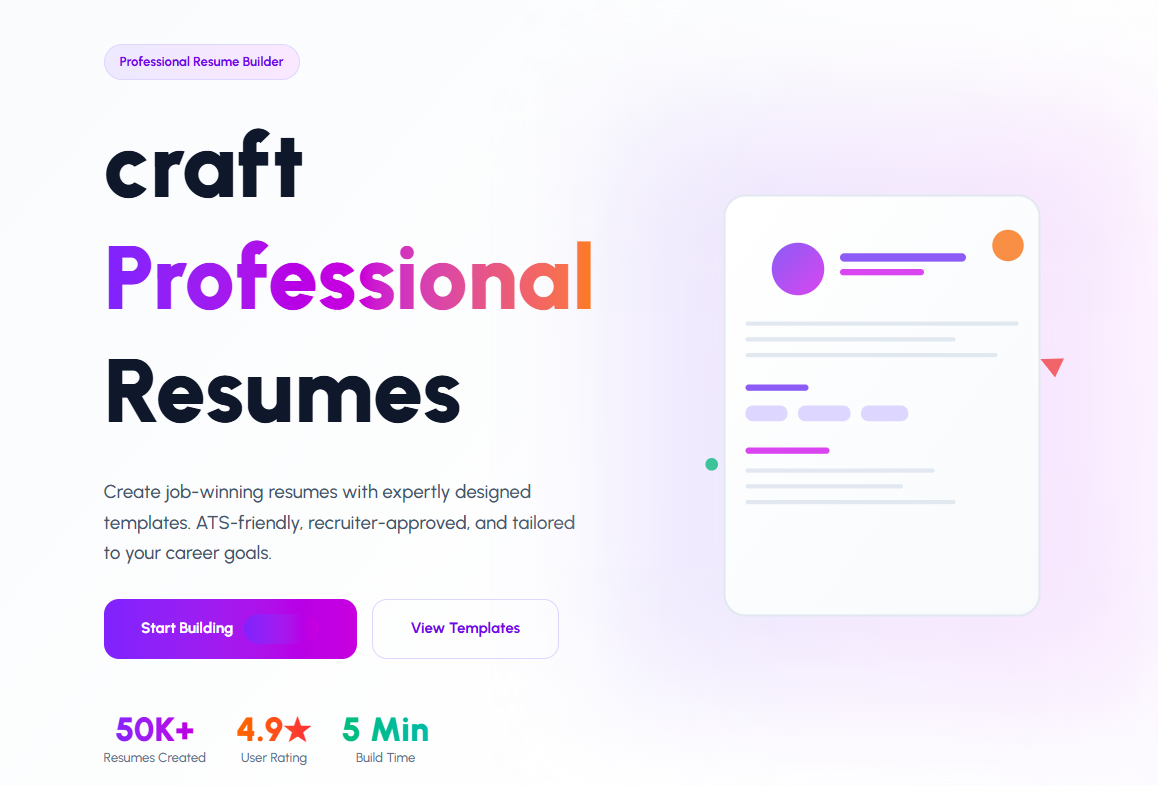 Professional Resume Builder
craft
Professional
Resumes
Create job-winning resumes with expertly designed
templates. ATS-friendly, recruiter-approved, and tailored
to your career goals.
Start Building
View Templates
50K+
Resumes Created
4.9★
User Rating
5 Min
Build Time